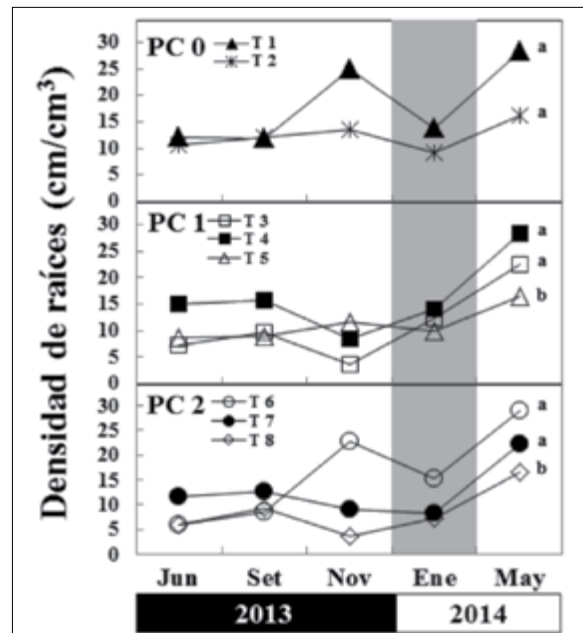 Densidad de raíces (cm/cm³)
PC 0
T 1
T 2
30
25
20
15
10
5
0
a
a
PC 1
T 3
T 4
T 5
30
25
20
15
10
5
0
a
a
b
PC 2
T 6
T 7
T 8
30
25
20
15
10
5
0
a
a
b
Jun Set Nov Ene May
2013 2014